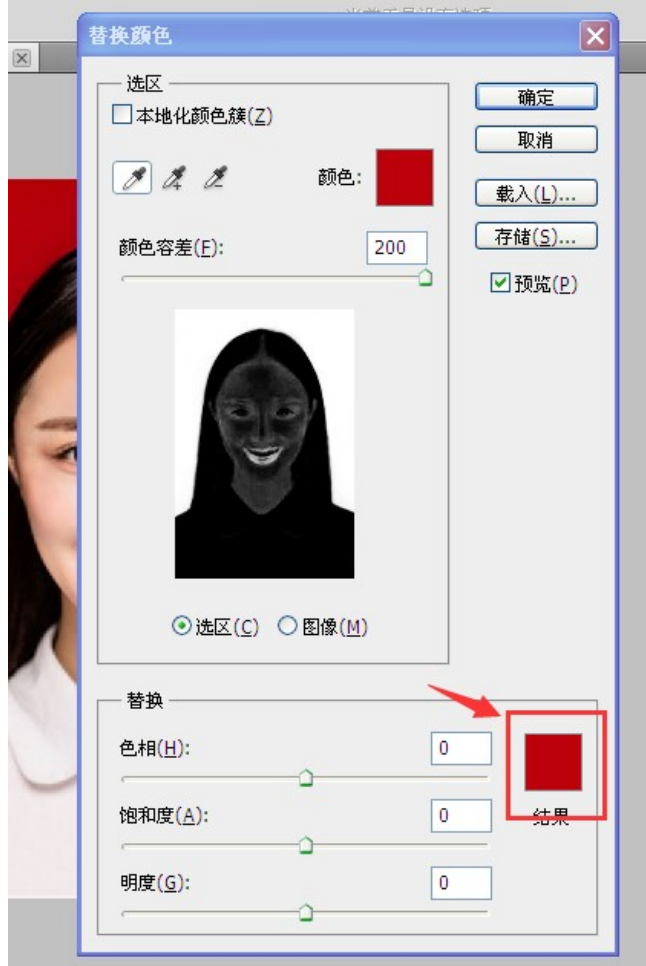 替换颜色
选区
本地化颜色簇(Z)
颜色:
颜色容差(F):
200
选区(C)
图像(M)
确定
取消
载入(L)...
存储(S)...
预览(P)
替换
色相(H):
0
饱和度(A):
0
明度(G):
0
结果